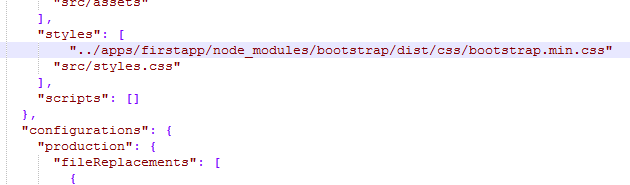 "src/assets"
],
"styles": [
"../apps/firstapp/node_modules/bootstrap/dist/css/bootstrap.min.css"
"src/styles.css"
],
"scripts": []
},
"configurations": {
"production": {
"fileReplacements": [
{